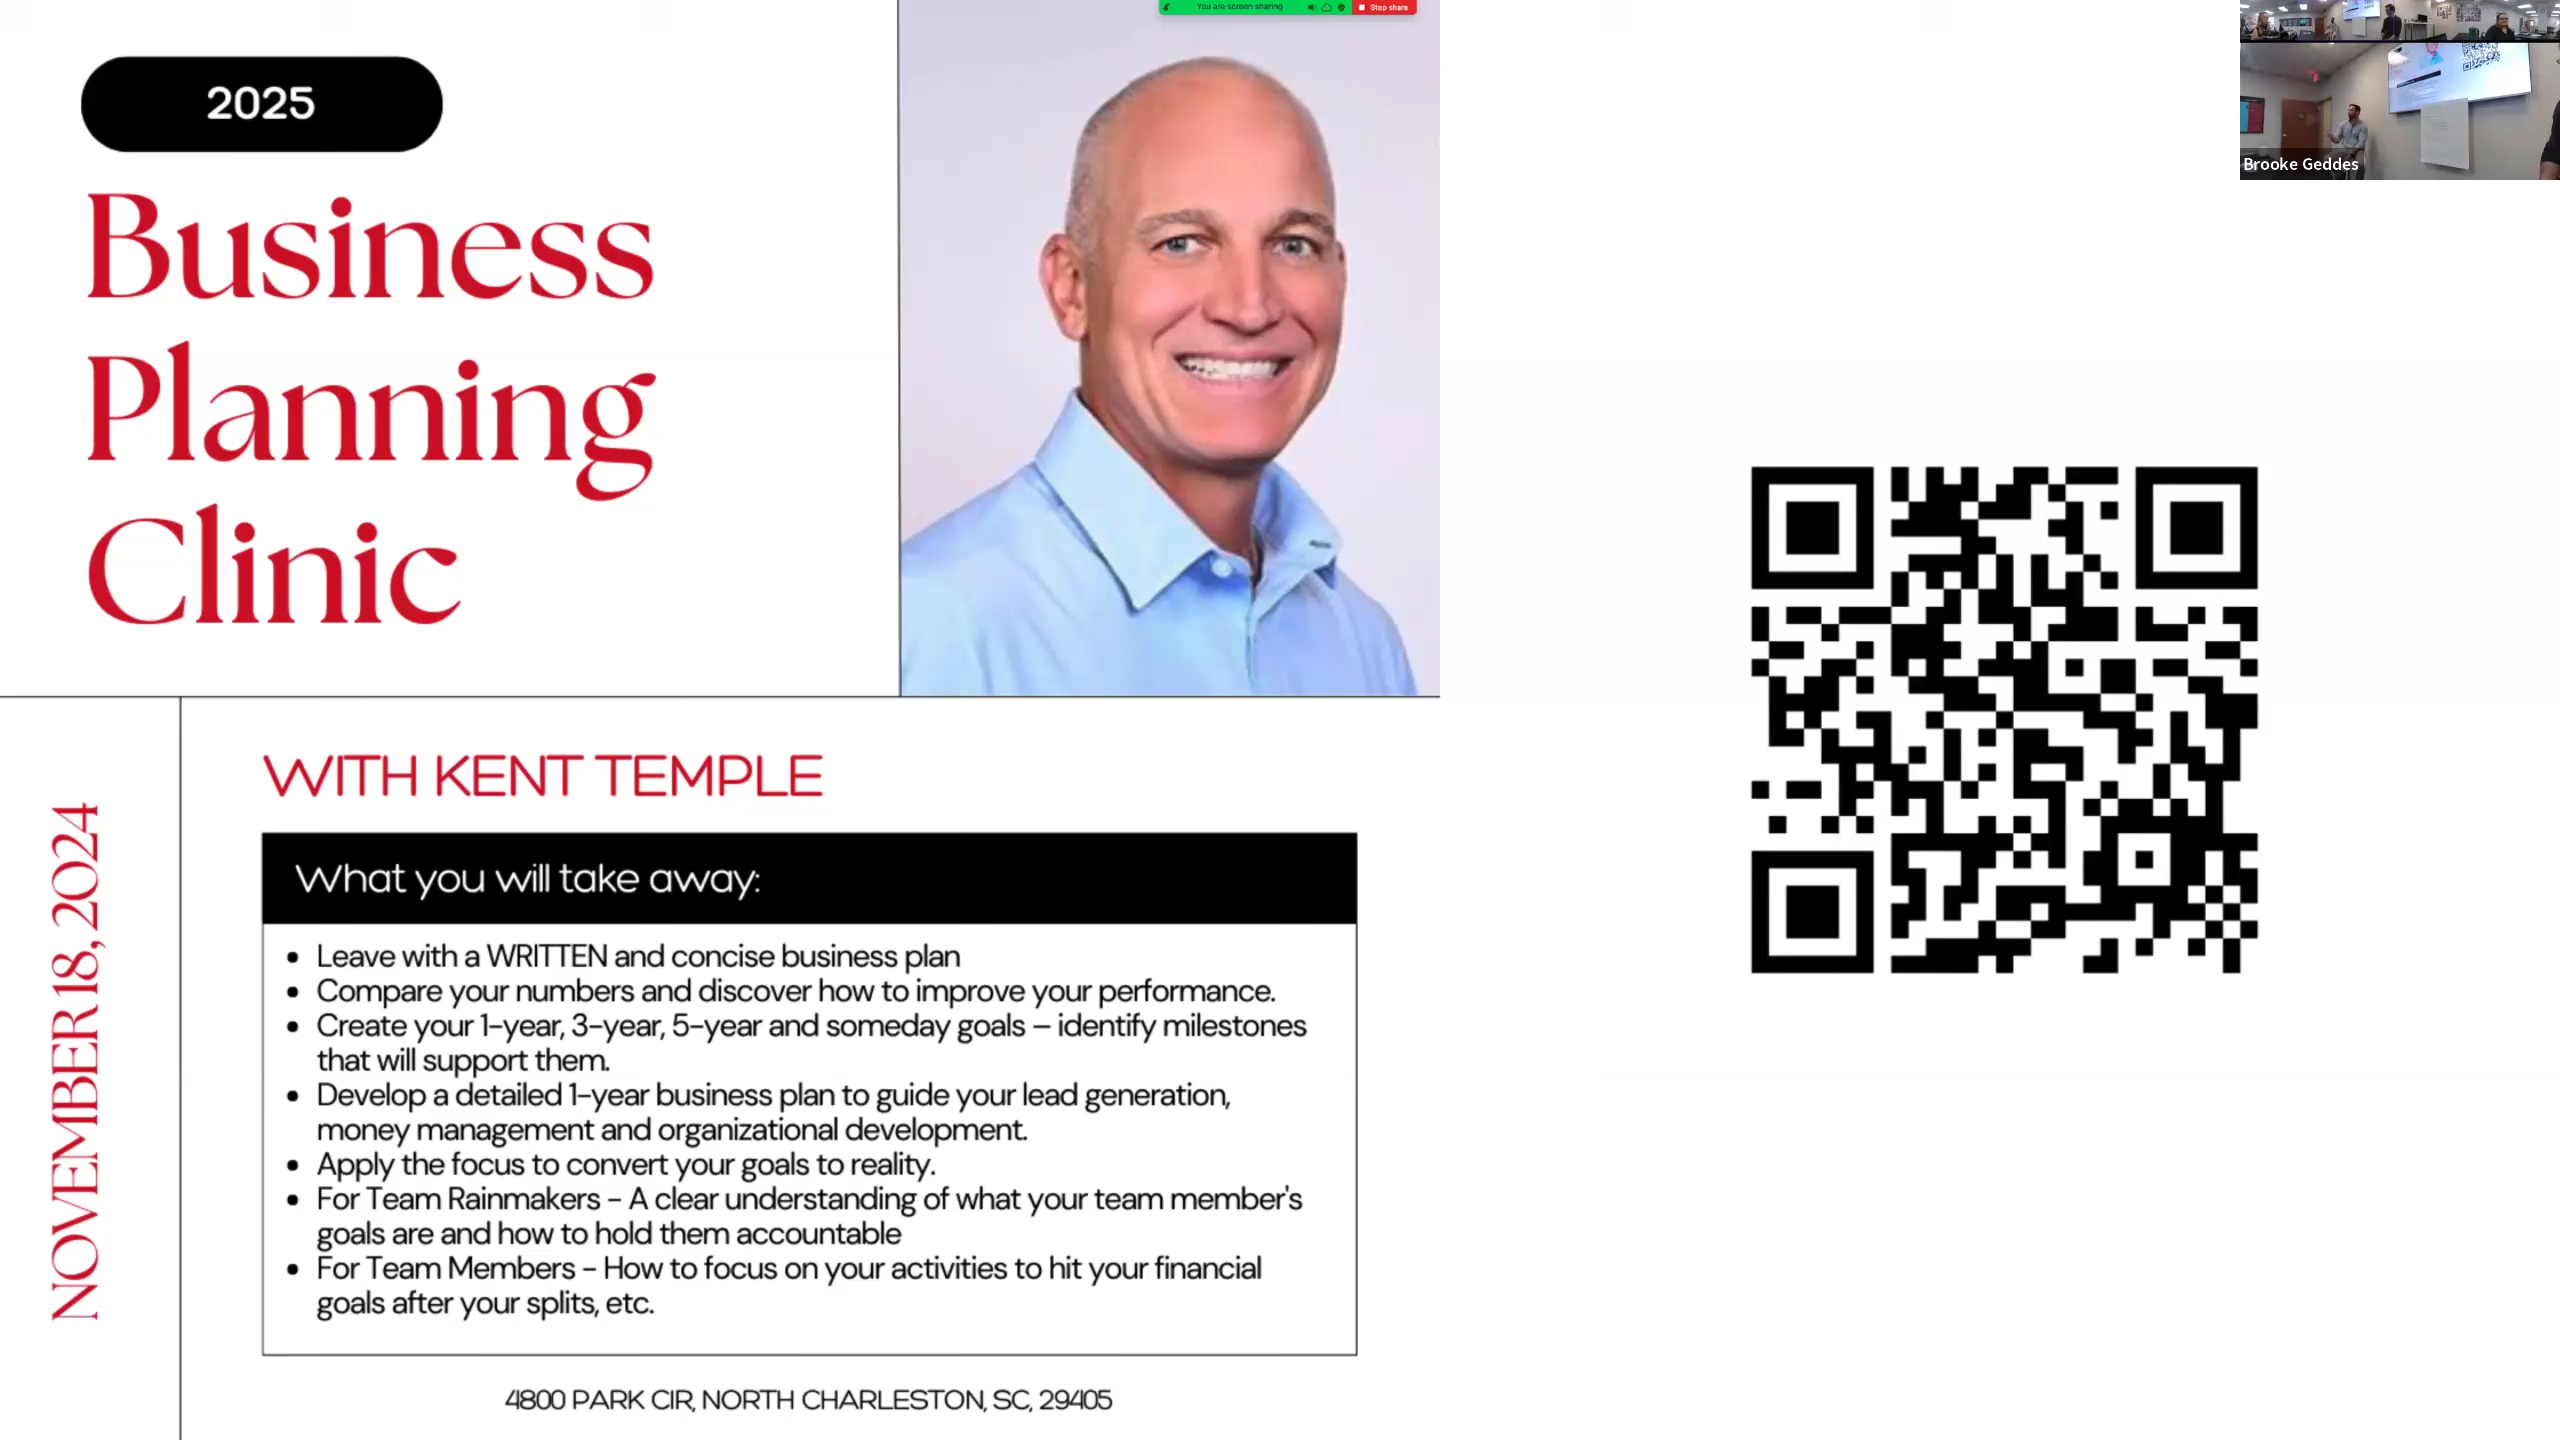 You are screen sharing
Stop share
Brooke Geddes
2025
Business
Planning
Clinic
NOVEMBER 18, 2024
WITH KENT TEMPLE
What you will take away:
• Leave with a WRITTEN and concise business plan
• Compare your numbers and discover how to improve your performance.
• Create your 1-year, 3-year, 5-year and someday goals – identify milestones
that will support them.
• Develop a detailed 1-year business plan to guide your lead generation,
money management and organizational development.
• Apply the focus to convert your goals to reality.
• For Team Rainmakers - A clear understanding of what your team member's
goals are and how to hold them accountable
• For Team Members - How to focus on your activities to hit your financial
goals after your splits, etc.
4800 PARK CIR, NORTH CHARLESTON, SC, 29405